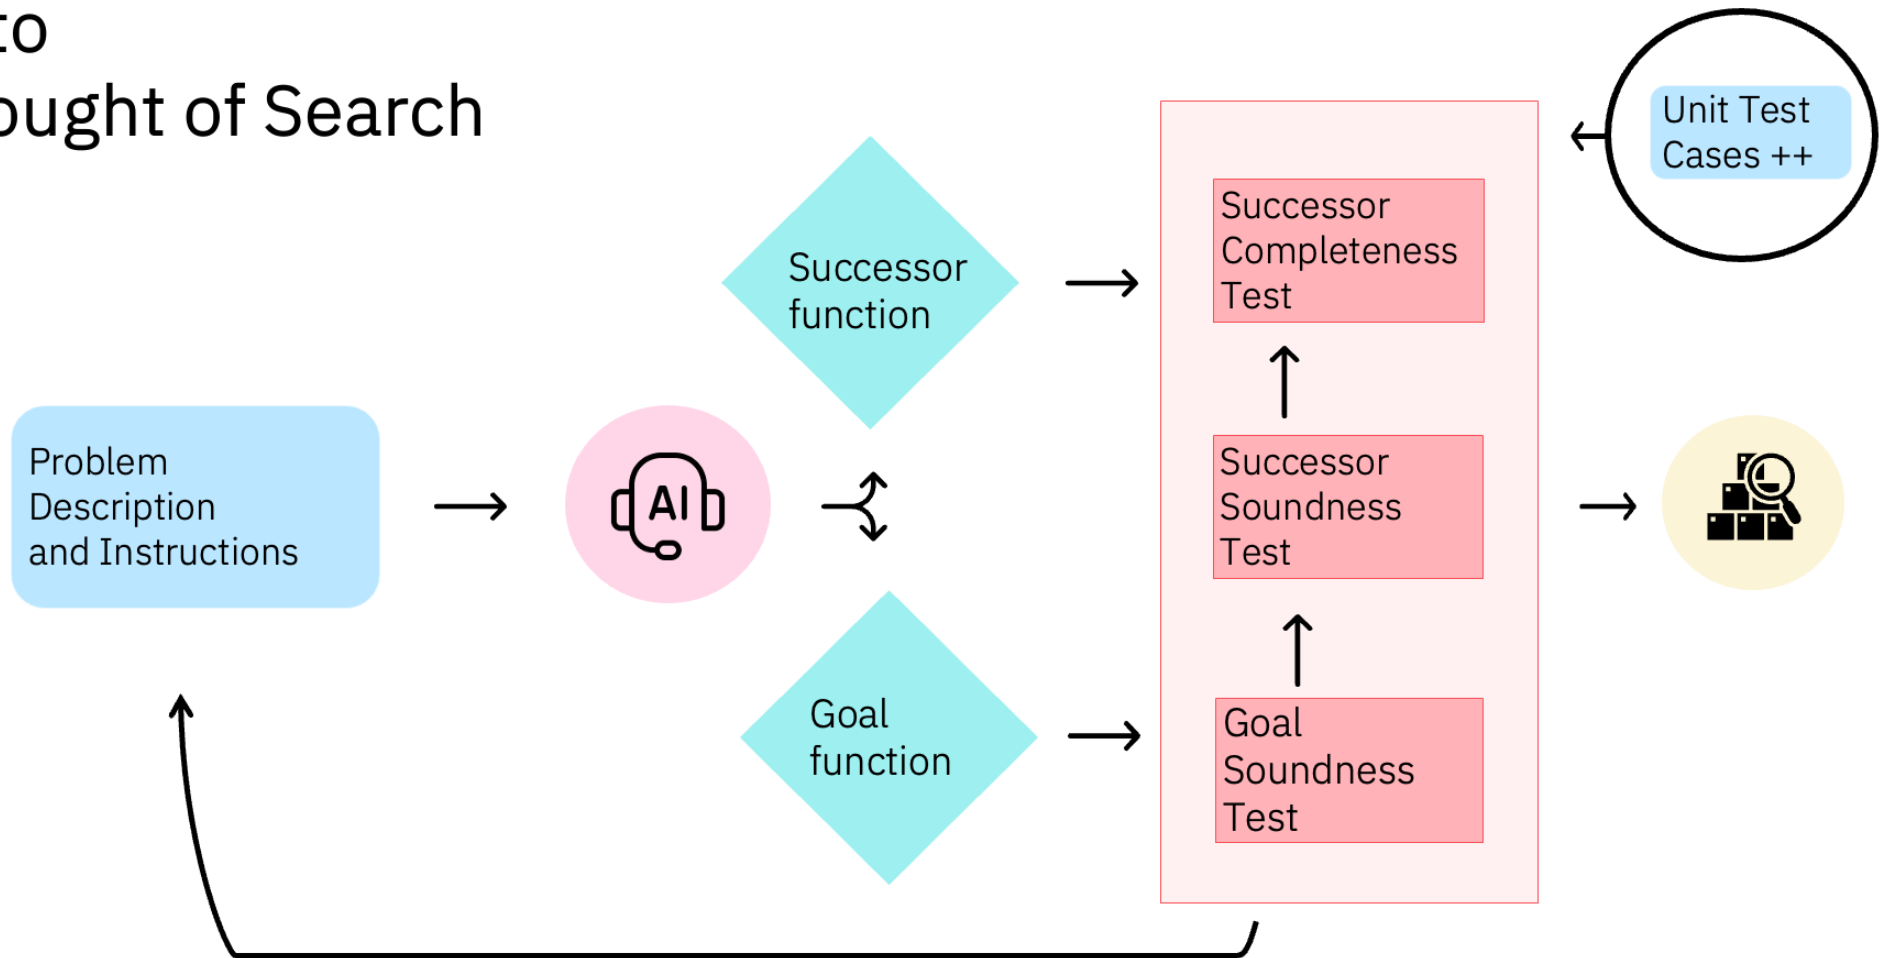 to
ought of Search
Unit Test
Cases ++
Successor
function
Successor
Completeness
Test
Problem
Description
and Instructions
AI
Successor
Soundness
Test
Goal
function
Goal
Soundness
Test